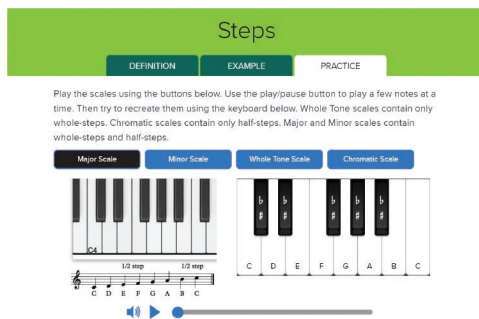 Steps
DEFINITION EXAMPLE PRACTICE
Play the scales using the buttons below. Use the play/pause button to play a few notes at a
time. Then try to recreate them using the keyboard below. Whole Tone scales contain only
whole-steps. Chromatic scales contain only half-steps. Major and Minor scales contain
whole-steps and half-steps.
Major Scale Minor Scale Whole Tone Scale Chromatic Scale
♭ ♭ ♭ ♭ ♭
# # # # #
C4
C D E F G A B C
1/2 step 1/2 step
C D E F G A B C